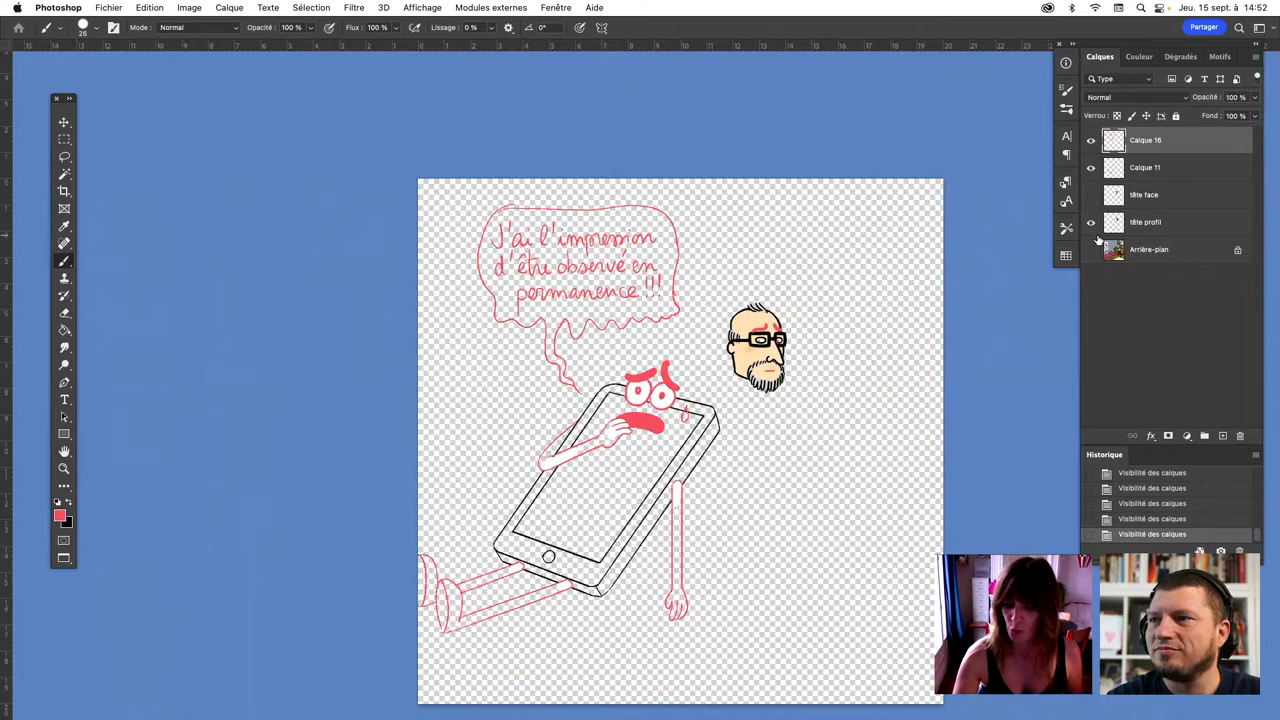 Photoshop Fichier Edition Image Calque Texte Sélection Filtre 3D Affichage Modules externes Fenêtre Aide Jeu. 15 sept. à 14:52
26 Mode : Normal Opacité : 100 % Flux : 100 % Lissage : 0 % 0° Partager
Calques Couleur Dégradés Motifs
Type
Normal Opacité : 100 %
Verrou : Fond : 100 %
Calque 16
Calque 11
tête face
tête profil
Arrière-plan
J'ai l'impression
d'être observé en
permanence !!!
Historique
Visibilité des calques
Visibilité des calques
Visibilité des calques
Visibilité des calques
Visibilité des calques